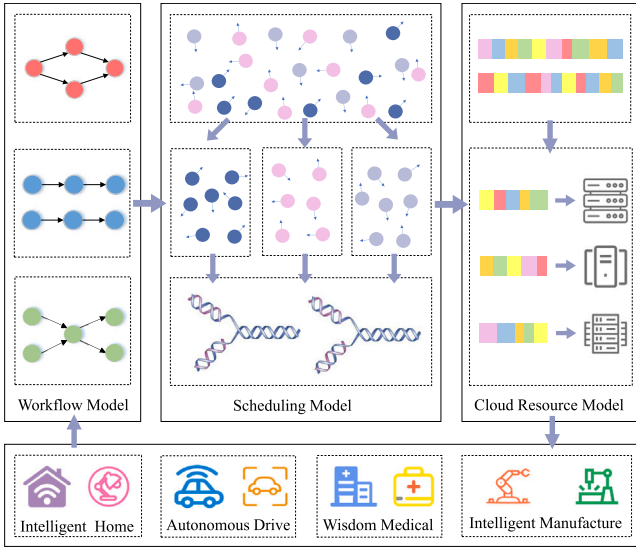 Workflow Model
Scheduling Model
Cloud Resource Model
Intelligent Home
Autonomous Drive
Wisdom Medical
Intelligent Manufacture